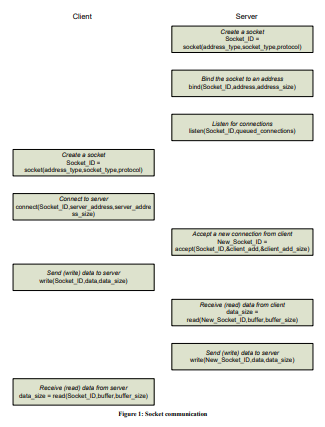 Client
Server
Create a socket
Socket_ID =
socket(address_type,socket_type,protocol)
Bind the socket to an address
bind(Socket_ID,address,address_size)
Listen for connections
listen(Socket_ID,queued_connections)
Create a socket
Socket_ID =
socket(address_type,socket_type,protocol)
Connect to server
connect(Socket_ID,server_address,server_addre
ss_size)
Accept a new connection from client
New_Socket_ID =
accept(Socket_ID,&client_add,&client_add_size)
Send (write) data to server
write(Socket_ID,data,data_size)
Receive (read) data from client
data_size =
read(New_Socket_ID,buffer,buffer_size)
Send (write) data to server
write(New_Socket_ID,data,data_size)
Receive (read) data from server
data_size = read(Socket_ID,buffer,buffer_size)
Figure 1: Socket communication